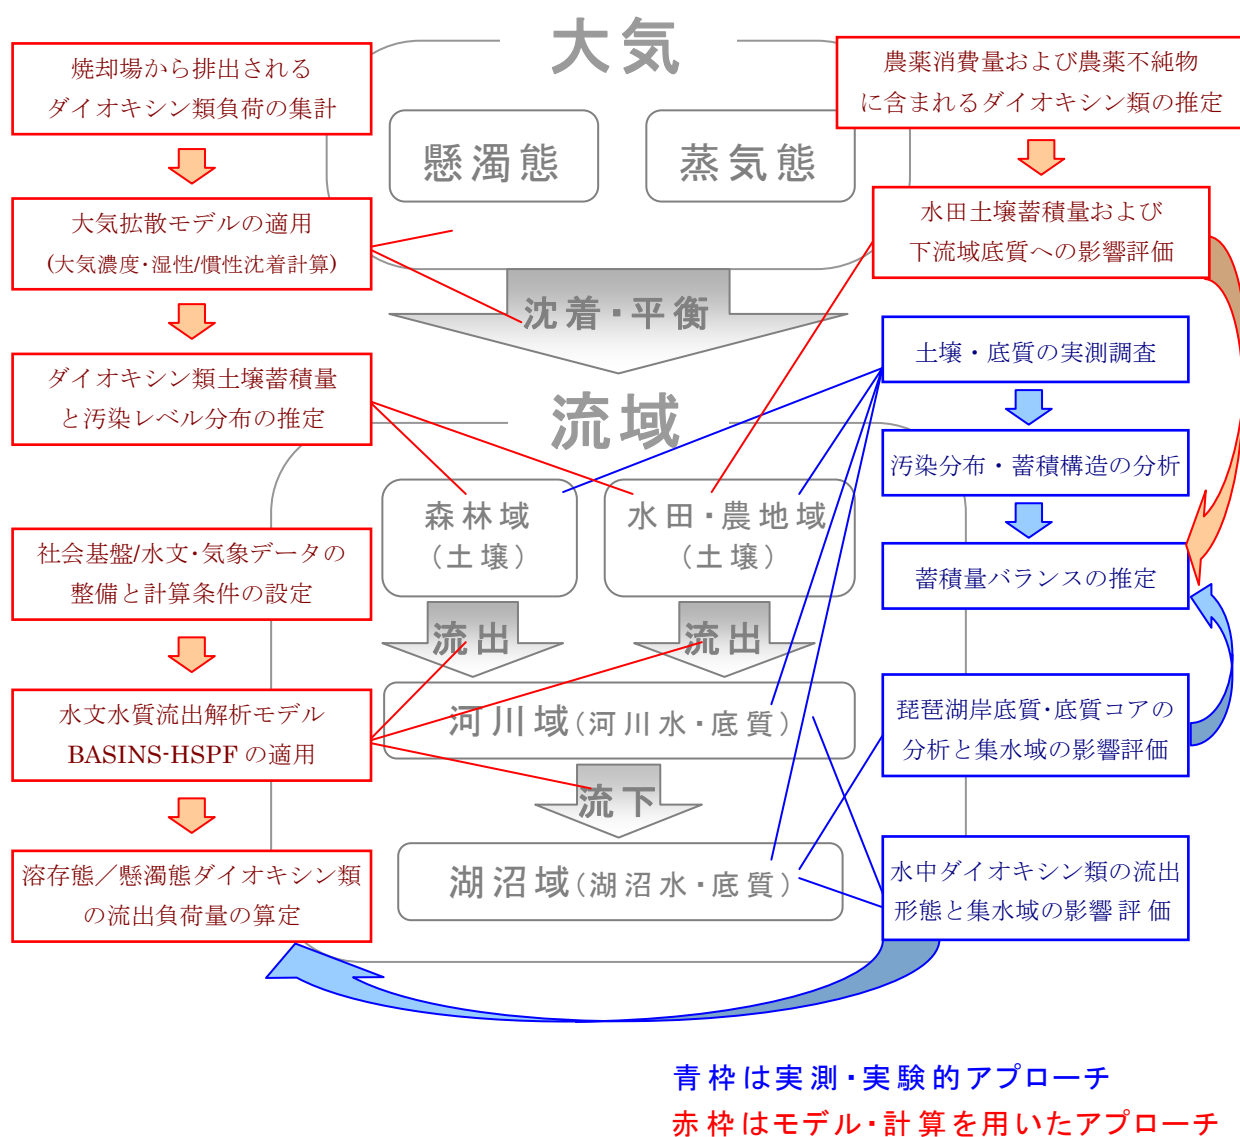 大気
焼却場から排出される
ダイオキシン類負荷の集計
農薬消費量および農薬不純物
に含まれるダイオキシン類の推定
懸濁態
蒸気態
大気拡散モデルの適用
(大気濃度・湿性/慣性沈着計算)
水田土壌蓄積量および
下流域底質への影響評価
沈着・平衡
土壌・底質の実測調査
ダイオキシン類土壌蓄積量
と汚染レベル分布の推定
流域
汚染分布・蓄積構造の分析
森林域
(土壌)
水田・農地域
(土壌)
社会基盤/水文・気象データの
整備と計算条件の設定
蓄積量バランスの推定
流出
流出
水文水質流出解析モデル
BASINS-HSPF の適用
河川域(河川水・底質)
琵琶湖岸底質・底質コアの
分析と集水域の影響評価
流下
溶存態／懸濁態ダイオキシン類
の流出負荷量の算定
湖沼域(湖沼水・底質)
水中ダイオキシン類の流出
形態と集水域の影響評価
青枠は実測・実験的アプローチ
赤枠はモデル・計算を用いたアプローチ